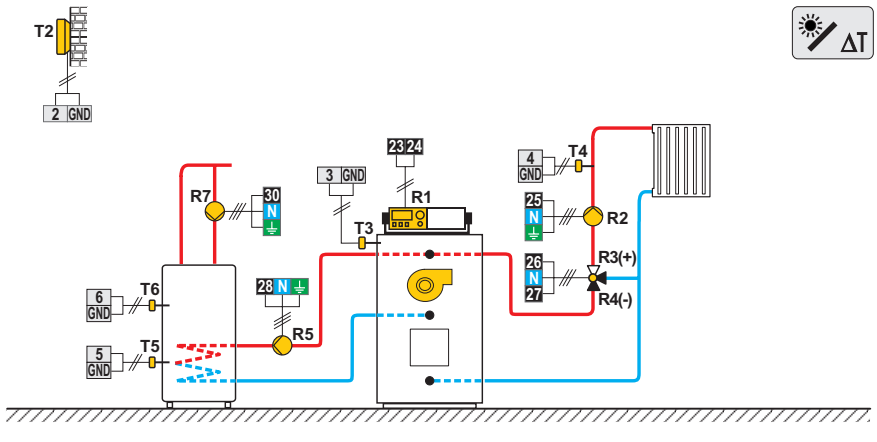 T2
2 GND
ΔT
23 24
R1
3 GND
T3
4
GND
T4
25
N
R2
26
N
27
R3(+)
R4(-)
R7
30
N
28 N
R5
6
GND
T6
5
GND
T5